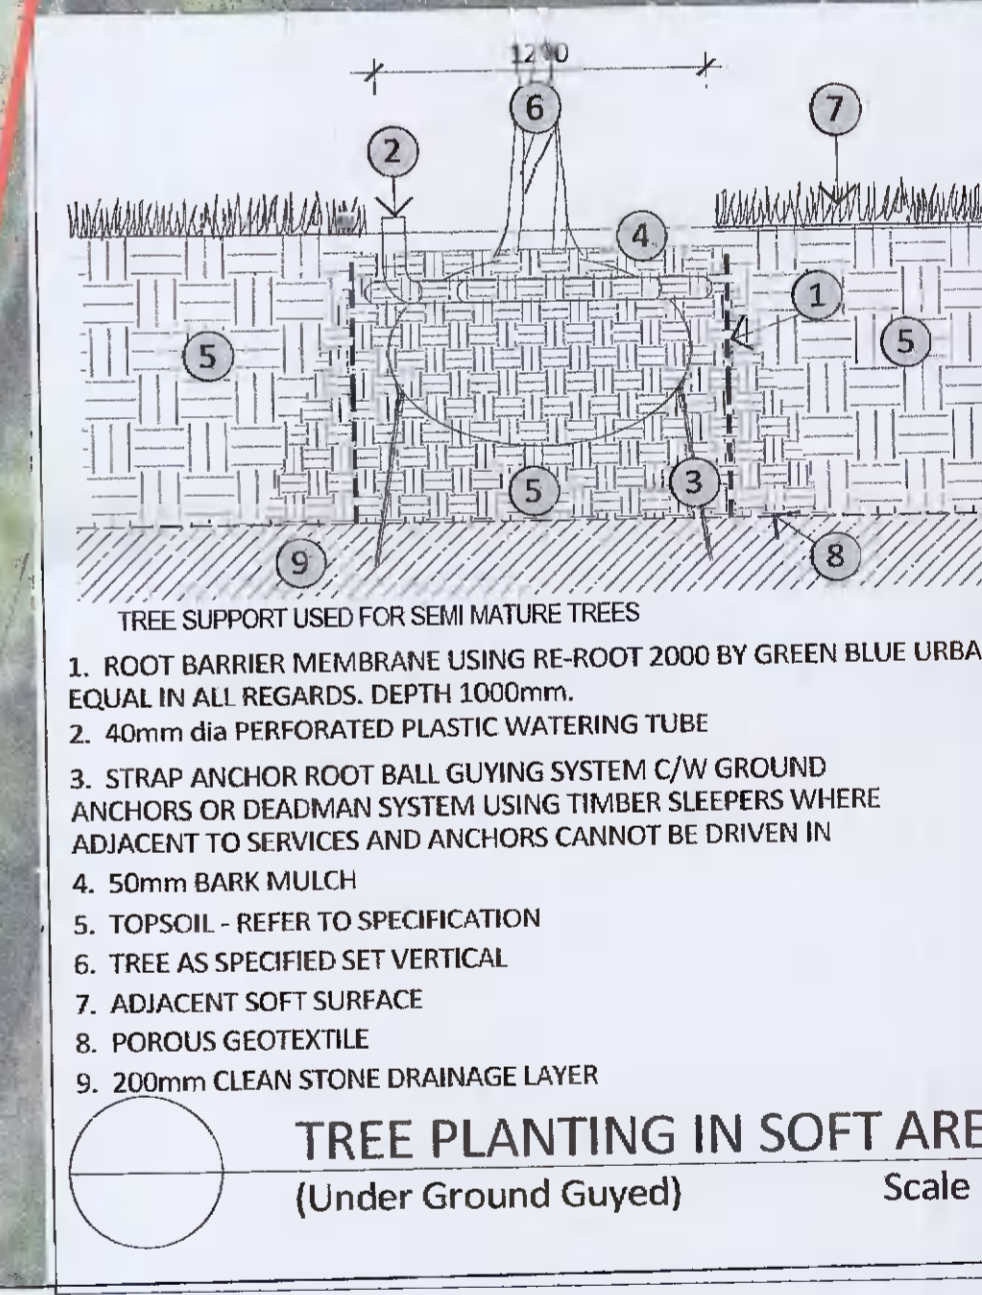 1200
6
7
2
4
1
5
5
5
3
9
8
TREE SUPPORT USED FOR SEMI MATURE TREES
1. ROOT BARRIER MEMBRANE USING RE-ROOT 2000 BY GREEN BLUE URBA
EQUAL IN ALL REGARDS. DEPTH 1000mm.
2. 40mm dia PERFORATED PLASTIC WATERING TUBE
3. STRAP ANCHOR ROOT BALL GUYING SYSTEM C/W GROUND
ANCHORS OR DEADMAN SYSTEM USING TIMBER SLEEPERS WHERE
ADJACENT TO SERVICES AND ANCHORS CANNOT BE DRIVEN IN
4. 50mm BARK MULCH
5. TOPSOIL - REFER TO SPECIFICATION
6. TREE AS SPECIFIED SET VERTICAL
7. ADJACENT SOFT SURFACE
8. POROUS GEOTEXTILE
9. 200mm CLEAN STONE DRAINAGE LAYER
TREE PLANTING IN SOFT ARE
(Under Ground Guyed) Scale